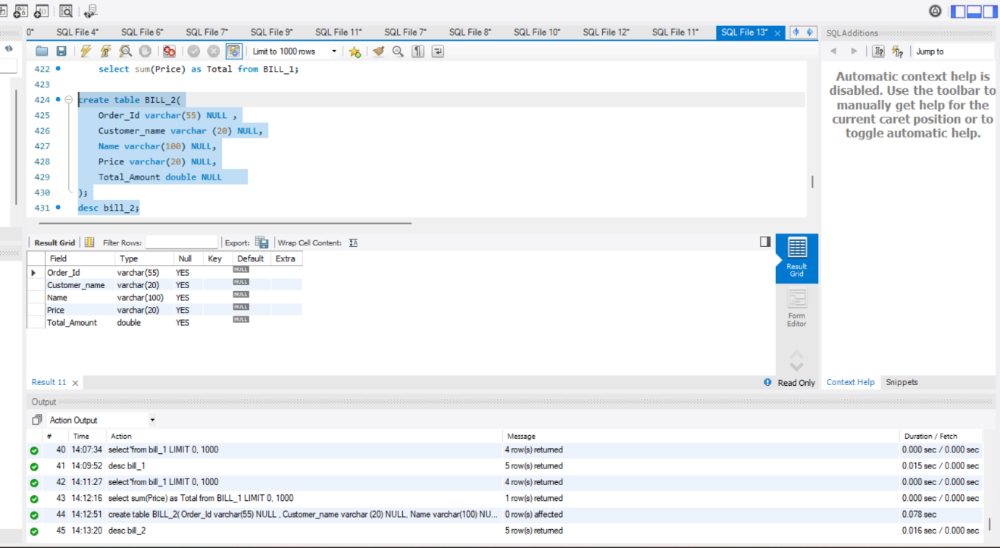 0* SQL File 4* SQL File 6* SQL File 7* SQL File 9* SQL File 11* SQL File 7* SQL File 8* SQL File 10* SQL File 12* SQL File 11* SQL File 13* SQLAdditions
Limit to 1000 rows Jump to
422 select sum(Price) as Total from BILL_1;
423
424 create table BILL_2(
425 Order_Id varchar(55) NULL ,
426 Customer_name varchar (20) NULL,
427 Name varchar(100) NULL,
428 Price varchar(20) NULL,
429 Total_Amount double NULL
430 );
431 desc bill_2;
Automatic context help is
disabled. Use the toolbar to
manually get help for the
current caret position or to
toggle automatic help.
Result Grid Filter Rows: Export: Wrap Cell Content:
Field Type Null Key Default Extra
Order_Id varchar(55) YES NULL
Customer_name varchar(20) YES NULL
Name varchar(100) YES NULL
Price varchar(20) YES NULL
Total_Amount double YES NULL
Result
Grid
Form
Editor
Result 11 Read Only Context Help Snippets
Output
Action Output
# Time Action Message Duration / Fetch
40 14:07:34 select*from bill_1 LIMIT 0, 1000 4 row(s) returned 0.000 sec / 0.000 sec
41 14:09:52 desc bill_1 5 row(s) returned 0.015 sec / 0.000 sec
42 14:11:27 select*from bill_1 LIMIT 0, 1000 4 row(s) returned 0.000 sec / 0.000 sec
43 14:12:16 select sum(Price) as Total from BILL_1 LIMIT 0, 1000 1 row(s) returned 0.000 sec / 0.000 sec
44 14:12:51 create table BILL_2( Order_Id varchar(55) NULL , Customer_name varchar (20) NULL, Name varchar(100) NU... 0 row(s) affected 0.078 sec
45 14:13:20 desc bill_2 5 row(s) returned 0.016 sec / 0.000 sec